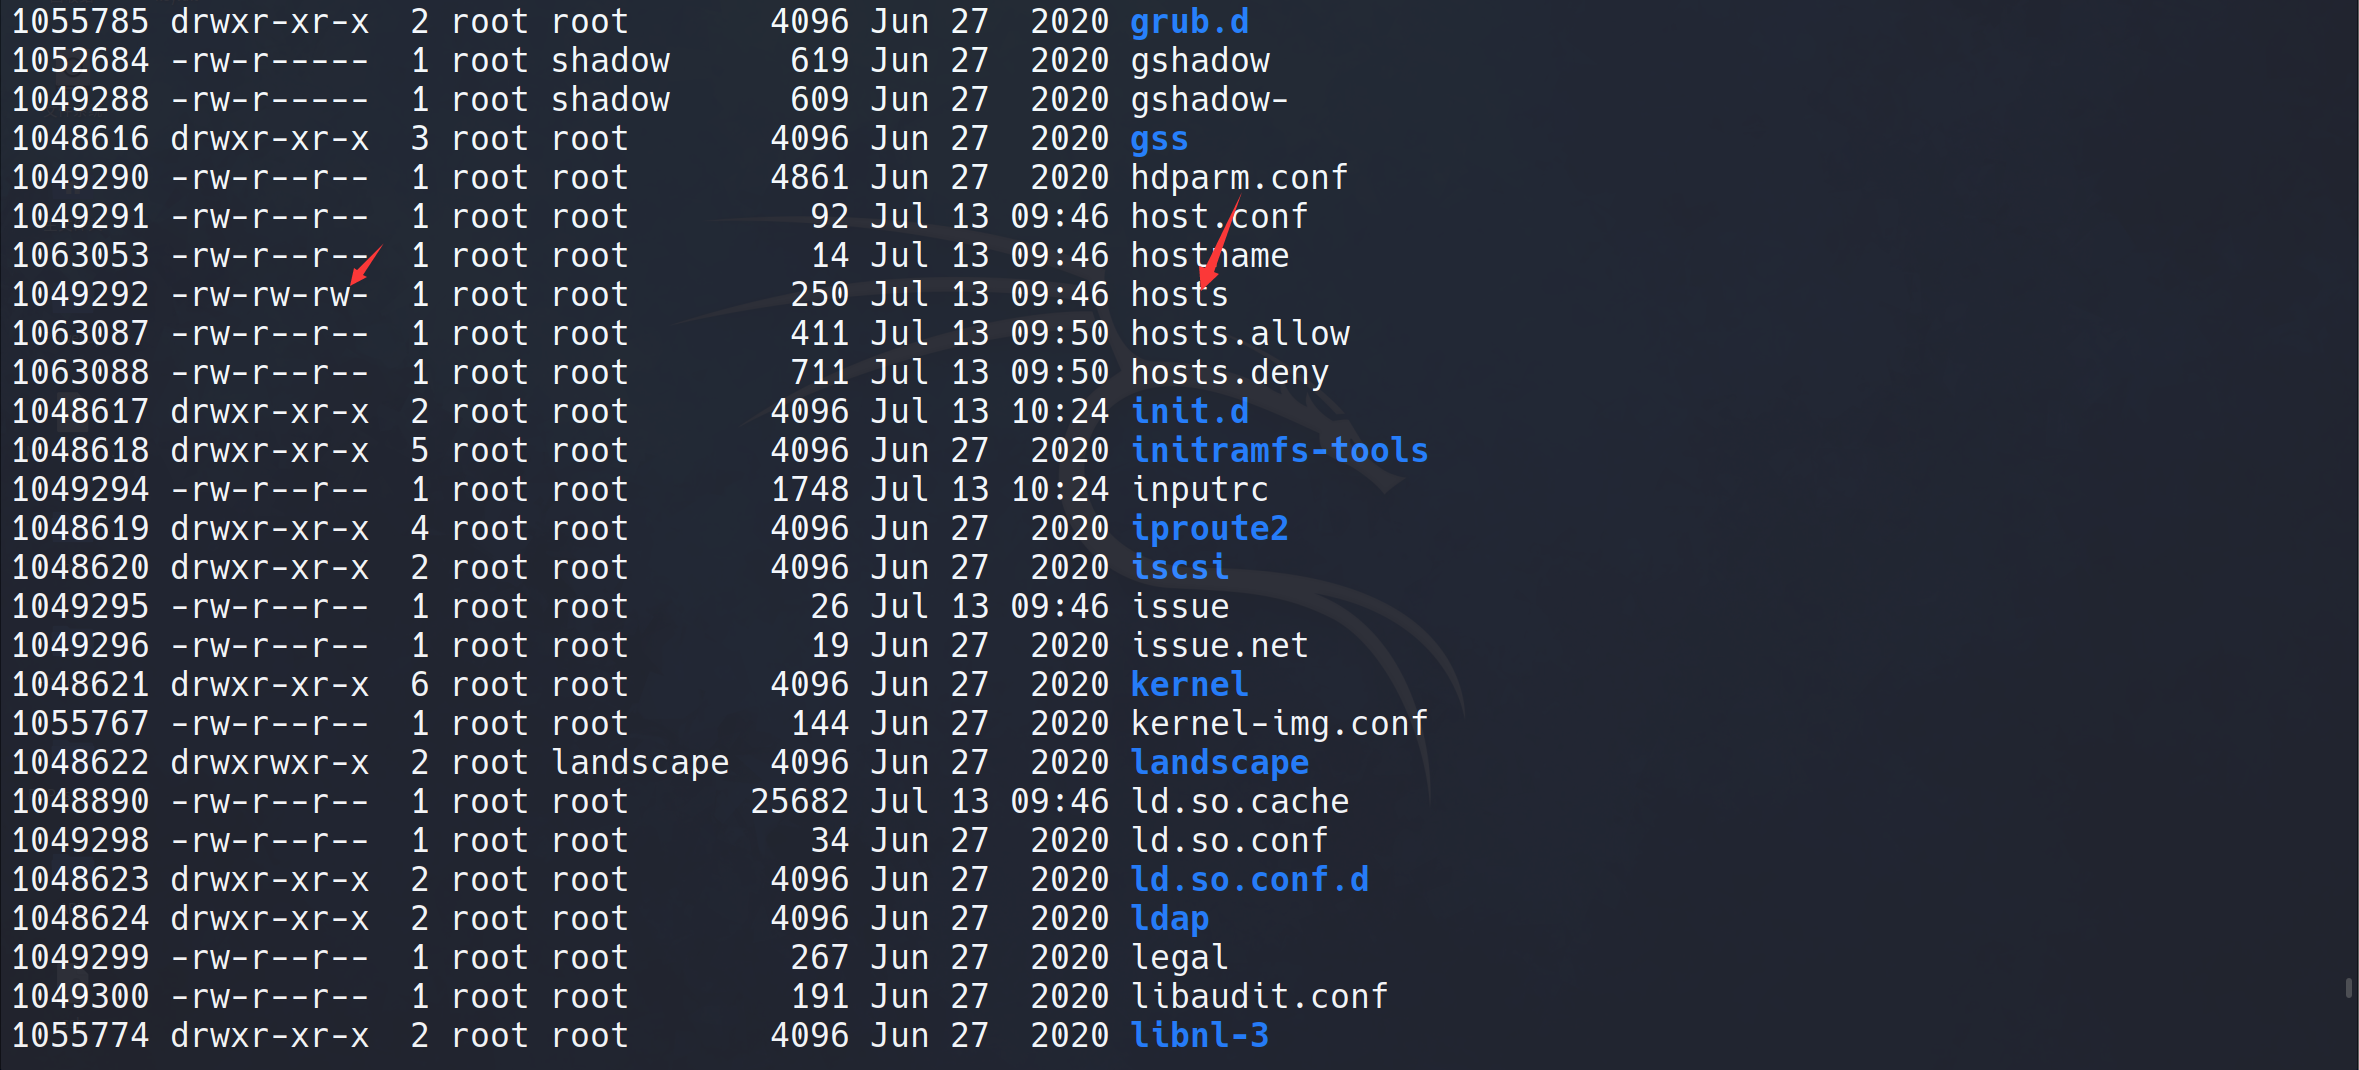 1055785 drwxr-xr-x  2 root root       4096 Jun 27  2020 grub.d
1052684 -rw-r-----  1 root shadow      619 Jun 27  2020 gshadow
1049288 -rw-r-----  1 root shadow      609 Jun 27  2020 gshadow-
1048616 drwxr-xr-x  3 root root       4096 Jun 27  2020 gss
1049290 -rw-r--r--  1 root root       4861 Jun 27  2020 hdparm.conf
1049291 -rw-r--r--  1 root root         92 Jul 13 09:46 host.conf
1063053 -rw-r--r--  1 root root         14 Jul 13 09:46 hostname
1049292 -rw-rw-rw-  1 root root        250 Jul 13 09:46 hosts
1063087 -rw-r--r--  1 root root        411 Jul 13 09:50 hosts.allow
1063088 -rw-r--r--  1 root root        711 Jul 13 09:50 hosts.deny
1048617 drwxr-xr-x  2 root root       4096 Jul 13 10:24 init.d
1048618 drwxr-xr-x  5 root root       4096 Jun 27  2020 initramfs-tools
1049294 -rw-r--r--  1 root root       1748 Jul 13 10:24 inputrc
1048619 drwxr-xr-x  4 root root       4096 Jun 27  2020 iproute2
1048620 drwxr-xr-x  2 root root       4096 Jun 27  2020 iscsi
1049295 -rw-r--r--  1 root root         26 Jul 13 09:46 issue
1049296 -rw-r--r--  1 root root         19 Jun 27  2020 issue.net
1048621 drwxr-xr-x  6 root root       4096 Jun 27  2020 kernel
1055767 -rw-r--r--  1 root root        144 Jun 27  2020 kernel-img.conf
1048622 drwxrwxr-x  2 root landscape  4096 Jun 27  2020 landscape
1048890 -rw-r--r--  1 root root      25682 Jul 13 09:46 ld.so.cache
1049298 -rw-r--r--  1 root root         34 Jun 27  2020 ld.so.conf
1048623 drwxr-xr-x  2 root root       4096 Jun 27  2020 ld.so.conf.d
1048624 drwxr-xr-x  2 root root       4096 Jun 27  2020 ldap
1049299 -rw-r--r--  1 root root        267 Jun 27  2020 legal
1049300 -rw-r--r--  1 root root        191 Jun 27  2020 libaudit.conf
1055774 drwxr-xr-x  2 root root       4096 Jun 27  2020 libnl-3